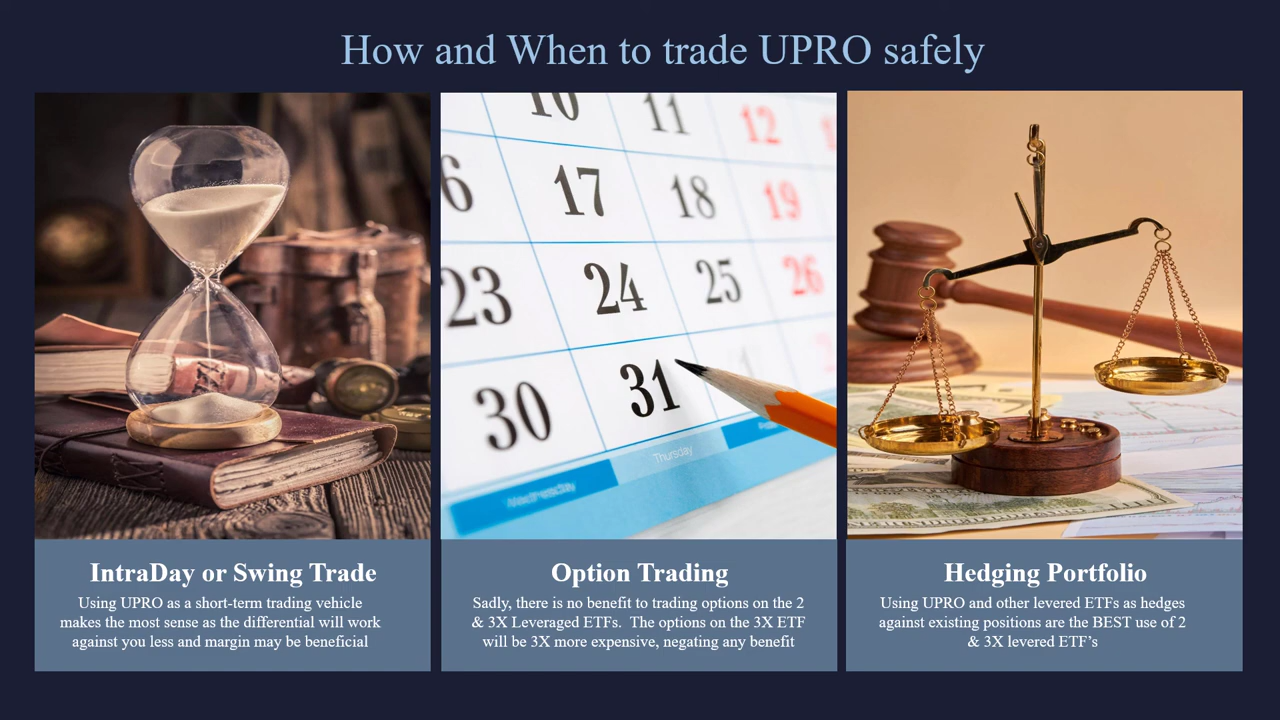 How and When to trade UPRO safely
10 11 12
6 17 18 19
23 24 25 26
30 31
Wednesday
Thursday
IntraDay or Swing Trade
Using UPRO as a short-term trading vehicle
makes the most sense as the differential will work
against you less and margin may be beneficial
Option Trading
Sadly, there is no benefit to trading options on the 2
& 3X Leveraged ETFs.  The options on the 3X ETF
will be 3X more expensive, negating any benefit
Hedging Portfolio
Using UPRO and other levered ETFs as hedges
against existing positions are the BEST use of 2
& 3X levered ETF’s